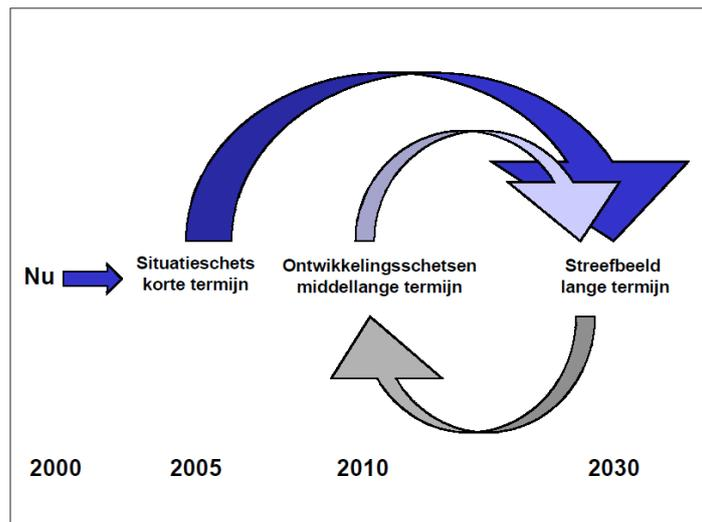 Nu
Situatieschets
korte termijn
Ontwikkelingsschetsen
middellange termijn
Streefbeeld
lange termijn
2000
2005
2010
2030